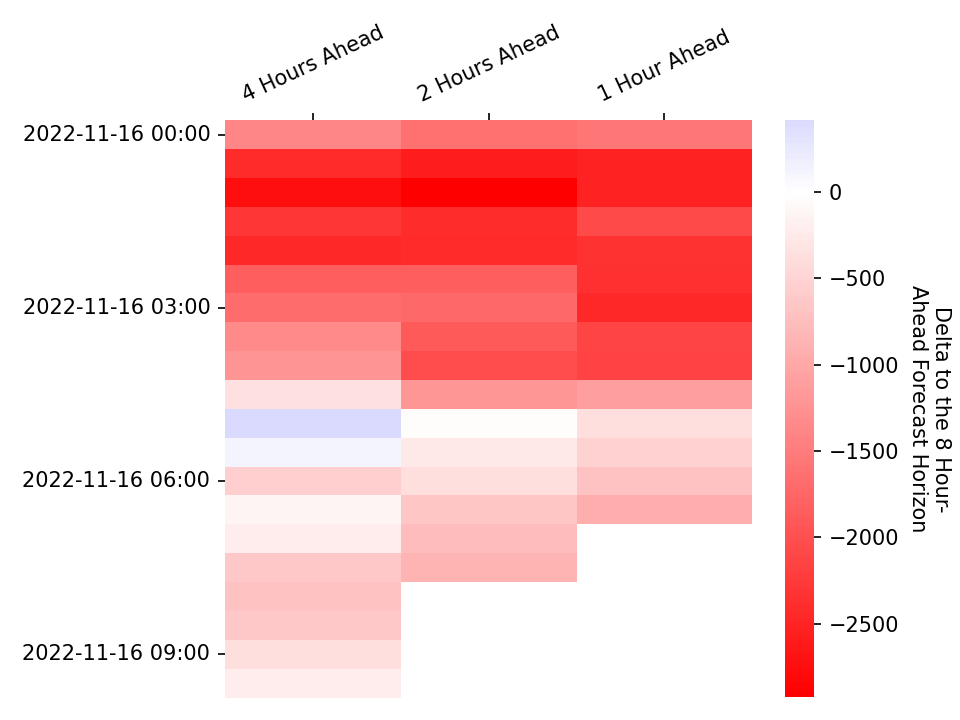 4 Hours Ahead
2 Hours Ahead
1 Hour Ahead
2022-11-16 00:00
2022-11-16 03:00
2022-11-16 06:00
2022-11-16 09:00
0
−500
−1000
−1500
−2000
−2500
Delta to the 8 Hour-
Ahead Forecast Horizon